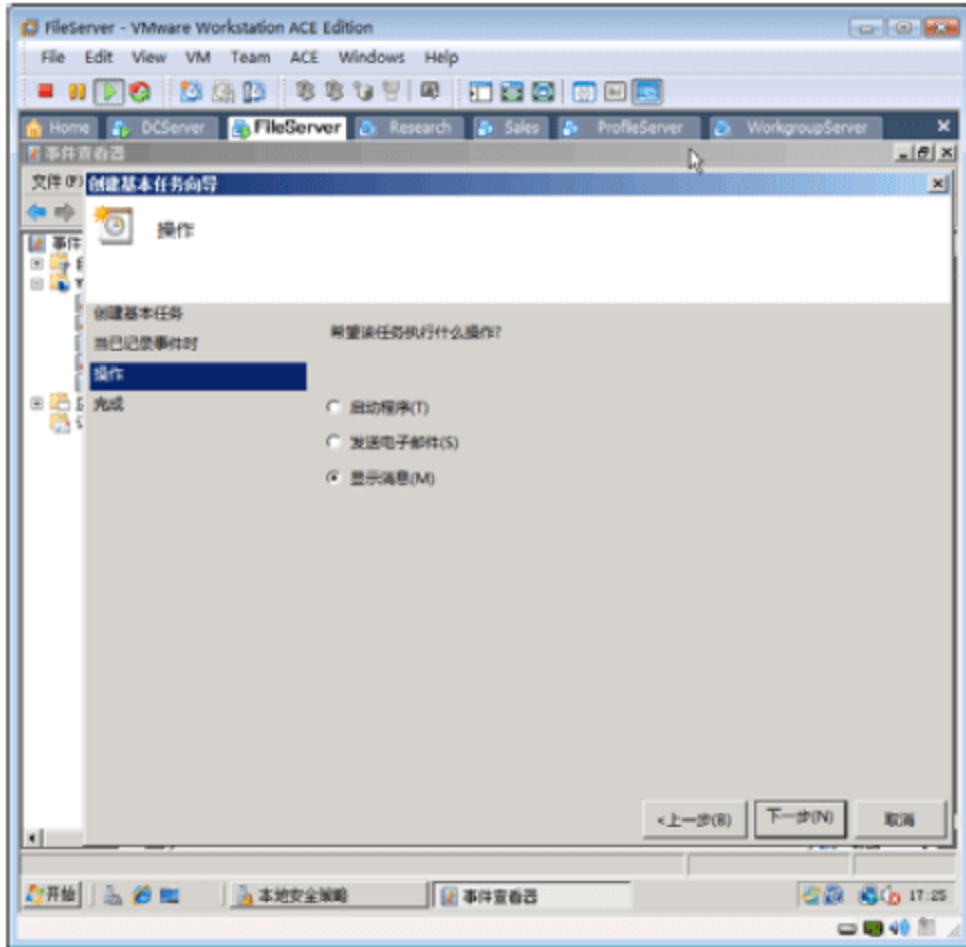 FileServer - VMware Workstation ACE Edition
File Edit View VM Team ACE Windows Help
Home DCServer FileServer Research Sales ProfileServer WorkgroupServer
事件查看器
文件(F) 创建基本任务向导
操作
事件
创建基本任务
希望该任务执行什么操作?
当已记录事件时
操作
完成
启动程序(T)
发送电子邮件(S)
显示消息(M)
<上一步(B) 下一步(N) 取消
开始 本地安全策略 事件查看器 17:25